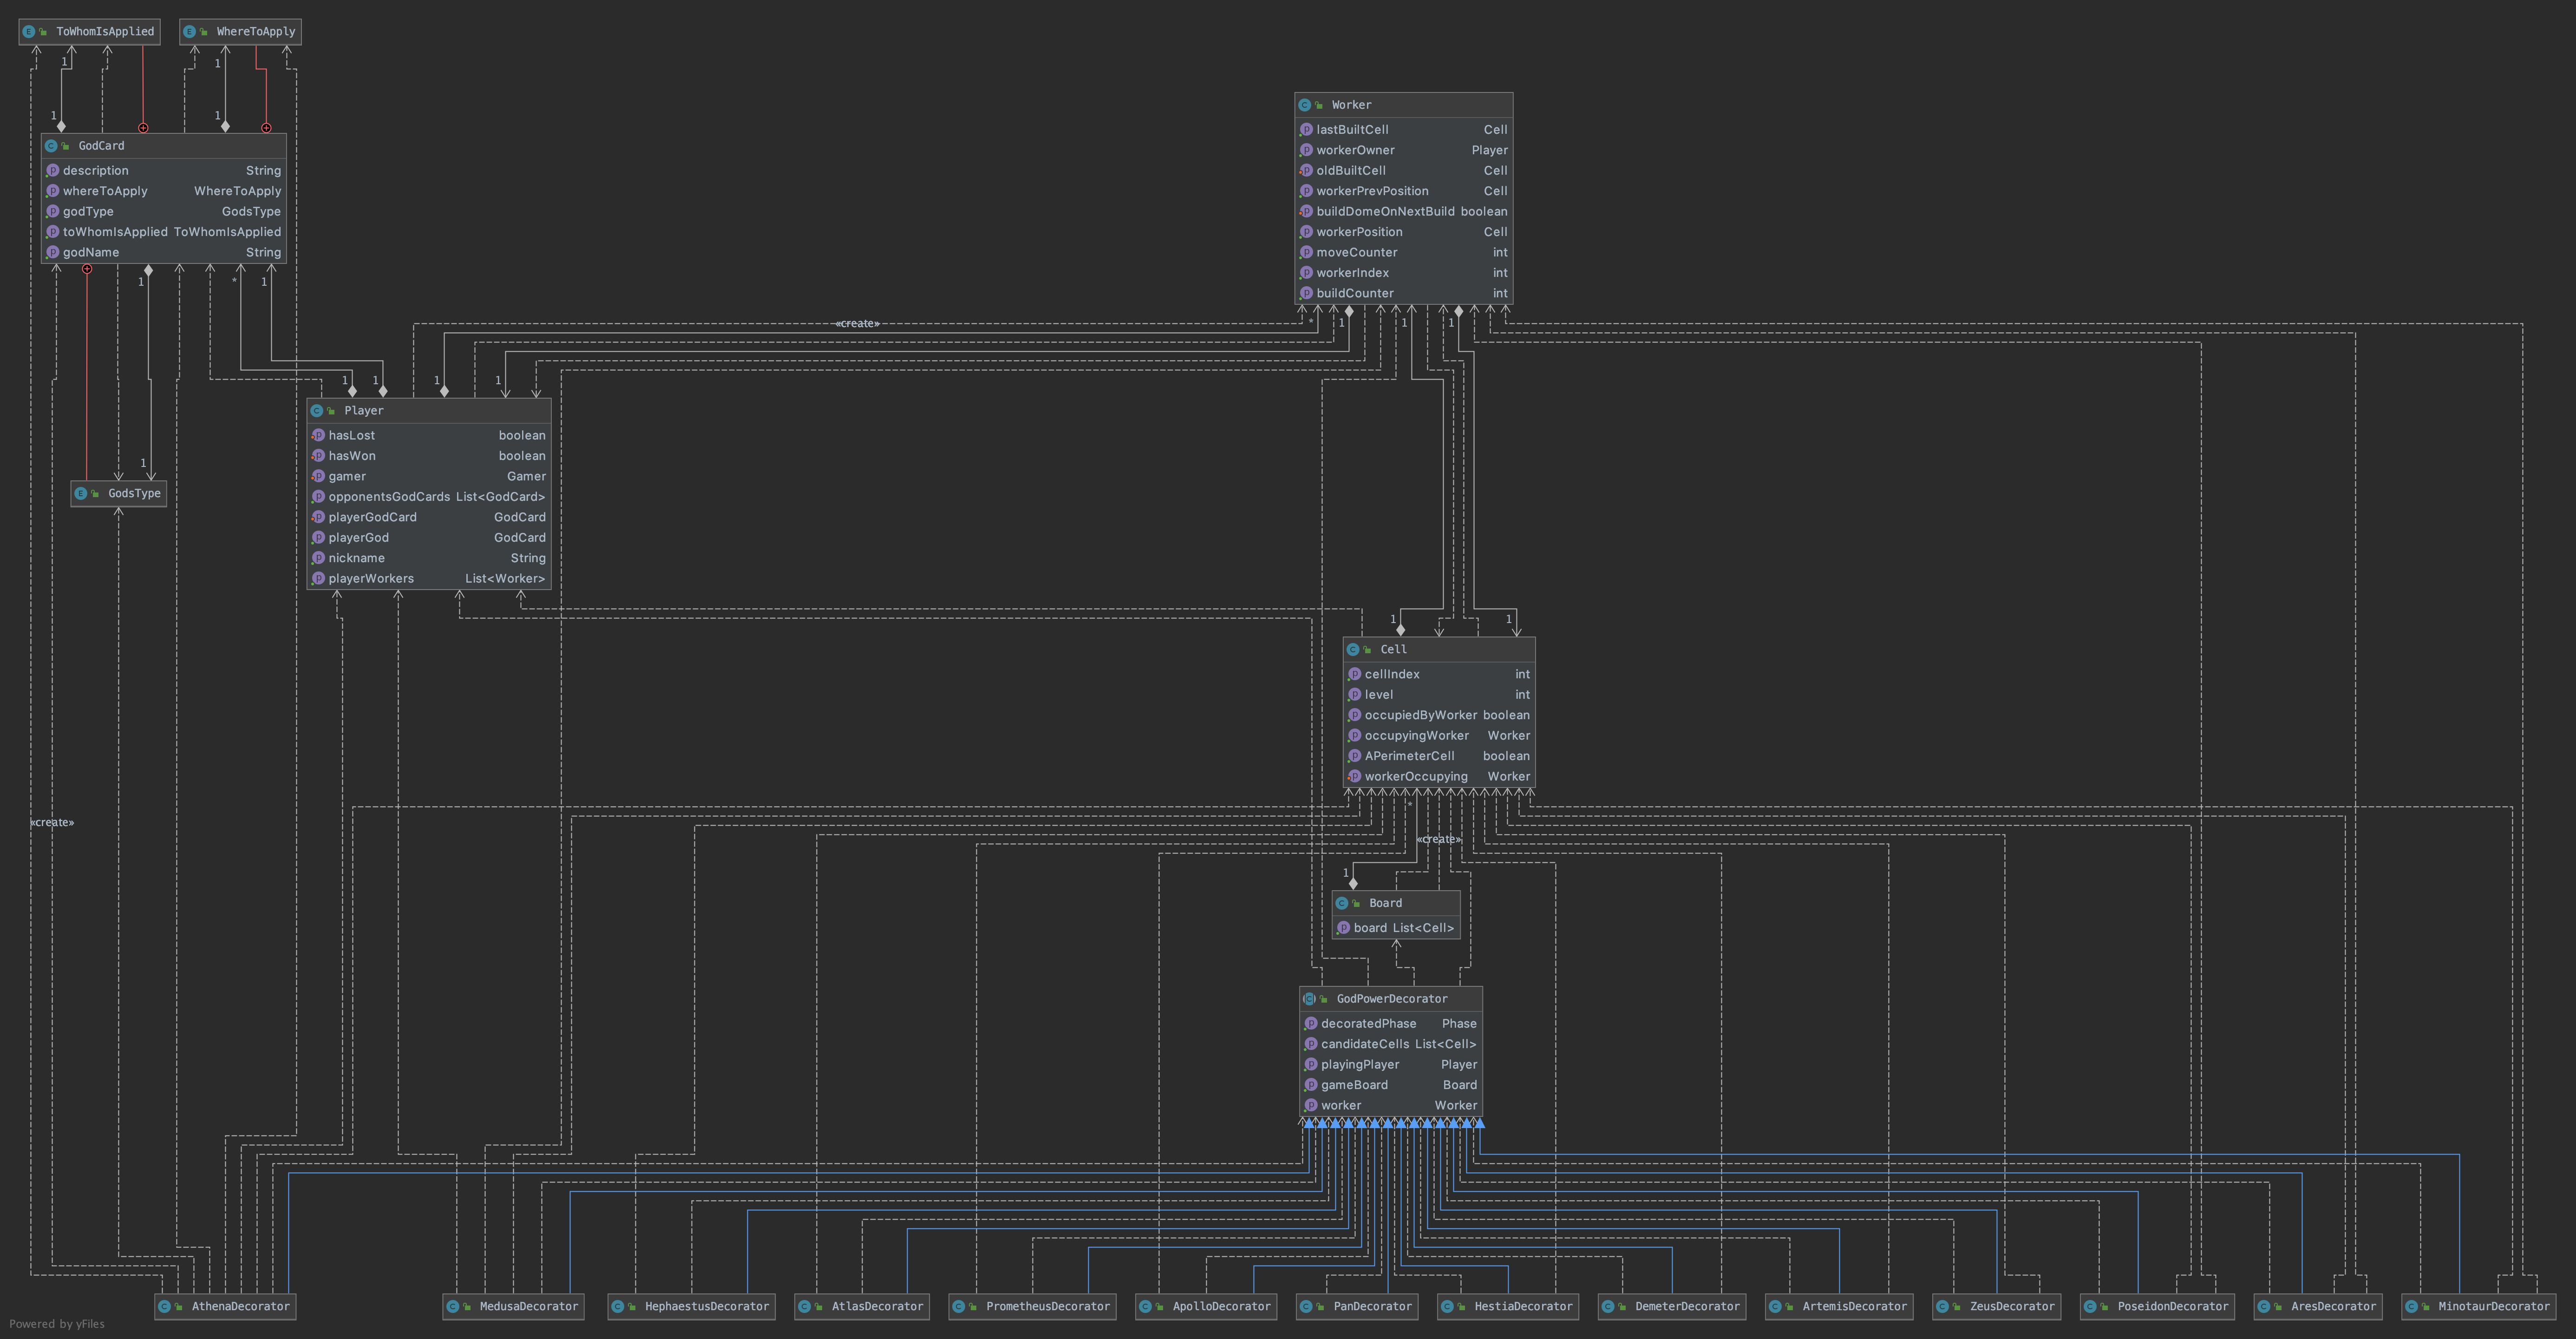 ToWhomIsApplied
WhereToApply
1
1
1
1
GodCard
description String
whereToApply WhereToApply
godType GodsType
toWhomIsApplied ToWhomIsApplied
godName String
1
*
1
1
GodsType
Worker
lastBuiltCell Cell
workerOwner Player
oldBuiltCell Cell
workerPrevPosition Cell
buildDomeOnNextBuild boolean
workerPosition Cell
moveCounter int
workerIndex int
buildCounter int
«create»
*
1
1
1
1
1
1
1
Player
hasLost boolean
hasWon boolean
gamer Gamer
opponentsGodCards List<GodCard>
playerGodCard GodCard
playerGod GodCard
nickname String
playerWorkers List<Worker>
1
1
Cell
cellIndex int
level int
occupiedByWorker boolean
occupyingWorker Worker
APerimeterCell boolean
workerOccupying Worker
*
«create»
«create»
1
Board
board List<Cell>
GodPowerDecorator
decoratedPhase Phase
candidateCells List<Cell>
playingPlayer Player
gameBoard Board
worker Worker
AthenaDecorator
MedusaDecorator
HephaestusDecorator
AtlasDecorator
PrometheusDecorator
ApolloDecorator
PanDecorator
HestiaDecorator
DemeterDecorator
ArtemisDecorator
ZeusDecorator
PoseidonDecorator
AresDecorator
MinotaurDecorator
Powered by yFiles